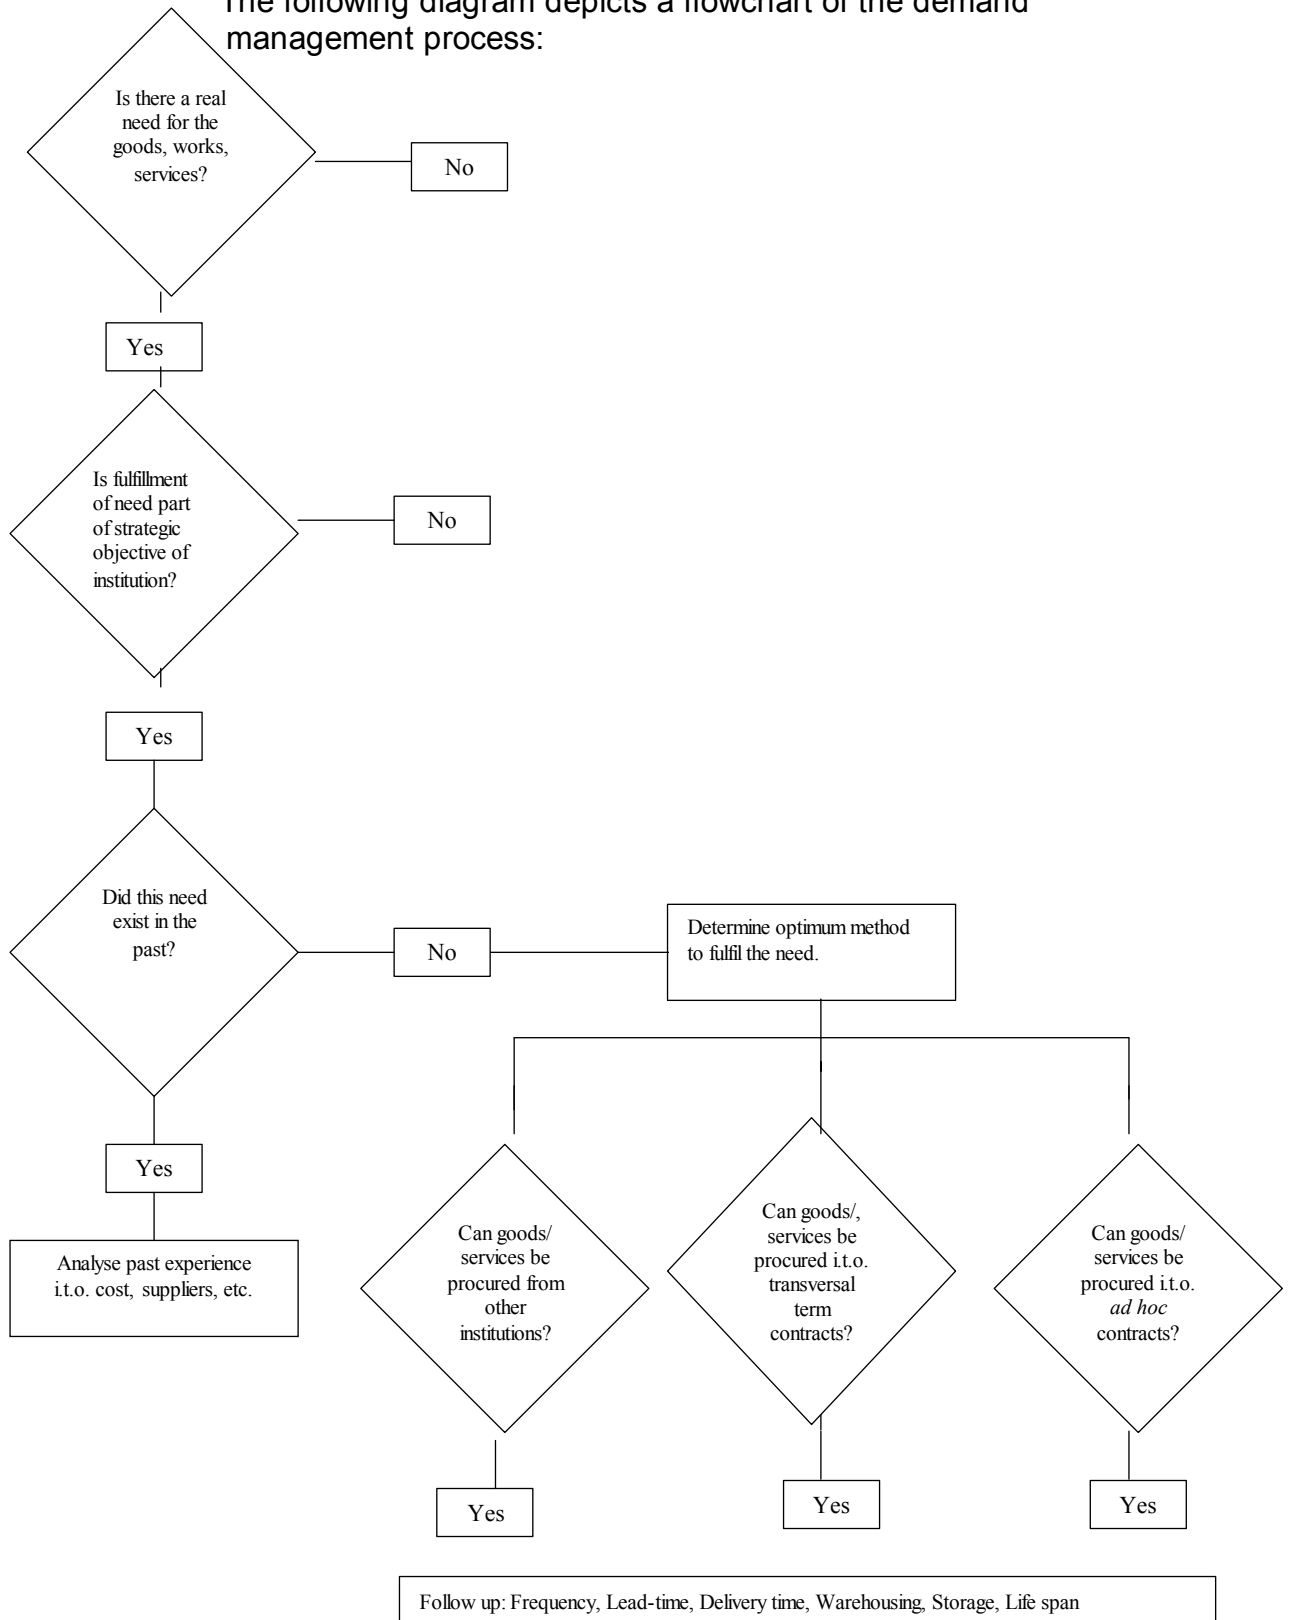 The following diagram depicts a flowchart of the demand
management process:
Is there a real
need for the
goods, works,
services?
No
Yes
Is fulfillment
of need part
of strategic
objective of
institution?
No
Yes
Did this need
exist in the
past?
No
Determine optimum method
to fulfil the need.
Yes
Analyse past experience
i.t.o. cost, suppliers, etc.
Can goods/
services be
procured from
other
institutions?
Can goods/,
services be
procured i.t.o.
transversal
term
contracts?
Can goods/
services be
procured i.t.o.
ad hoc
contracts?
Yes
Yes
Yes
Follow up: Frequency, Lead-time, Delivery time, Warehousing, Storage, Life span